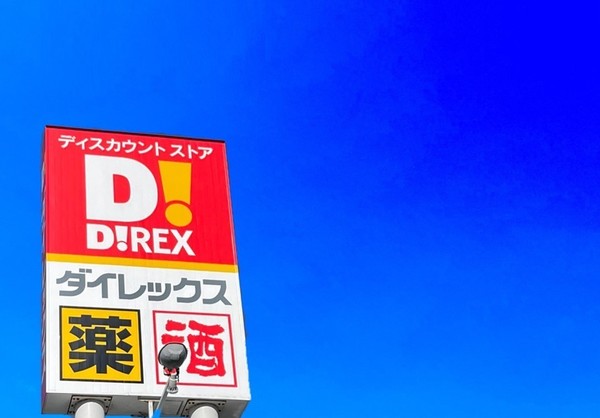 ディスカウント ストア
D!
D!REX
ダイレックス
薬 酒